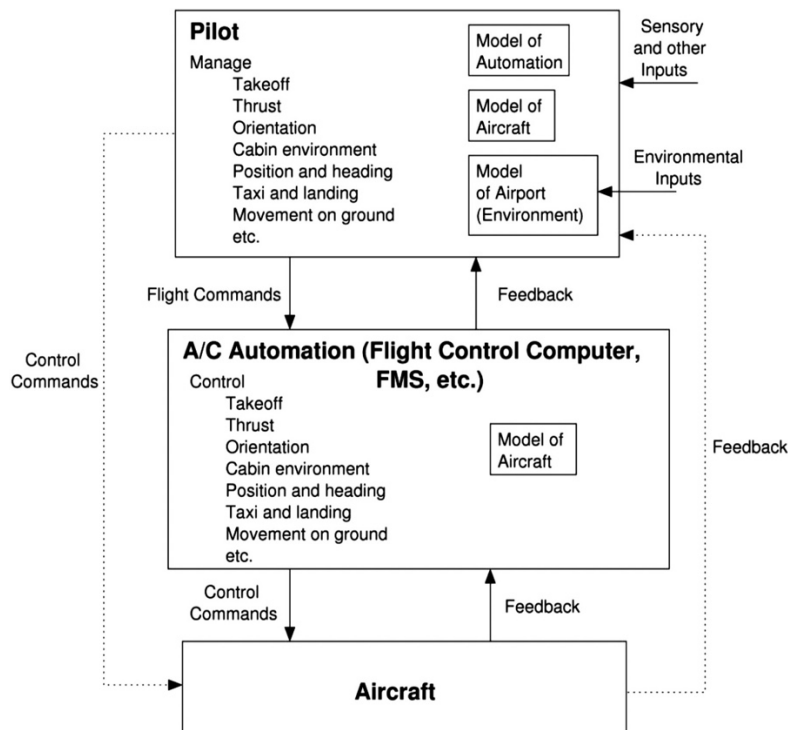 Pilot
Manage
Takeoff
Thrust
Orientation
Cabin environment
Position and heading
Taxi and landing
Movement on ground
etc.
Model of
Automation
Model of
Aircraft
Model
of Airport
(Environment)
Sensory
and other
Inputs
Environmental
Inputs
Flight Commands
Feedback
Control
Commands
A/C Automation (Flight Control Computer,
FMS, etc.)
Control
Takeoff
Thrust
Orientation
Cabin environment
Position and heading
Taxi and landing
Movement on ground
etc.
Model of
Aircraft
Feedback
Control
Commands
Feedback
Aircraft